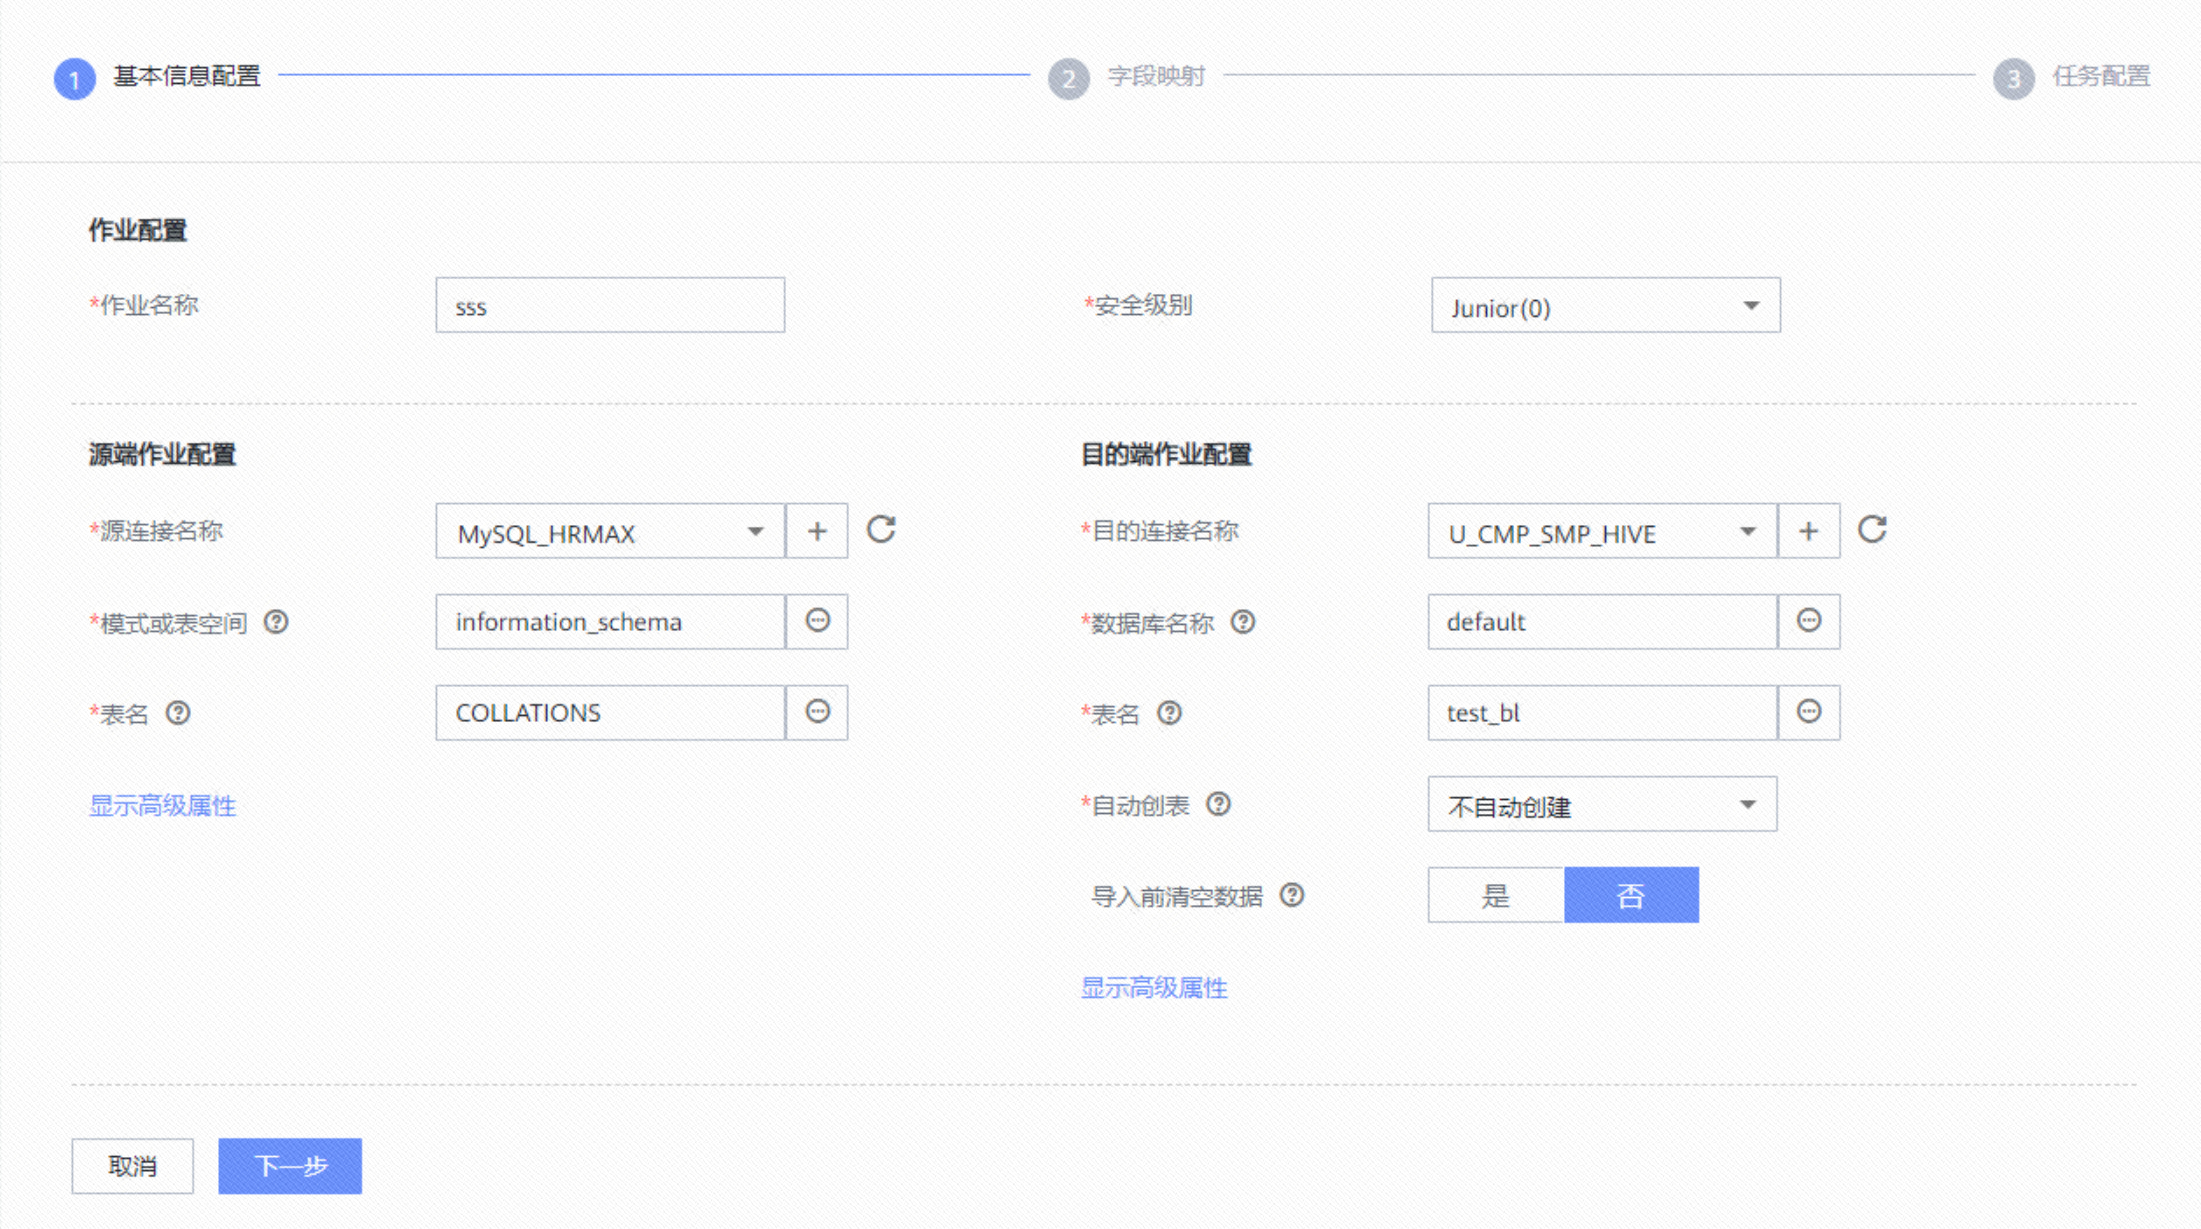 1 基本信息配置 2 字段映射 3 任务配置
作业配置
*作业名称 sss *安全级别 Junior(0)
源端作业配置 目的端作业配置
*源连接名称 MySQL_HRMAX + *目的连接名称 U_CMP_SMP_HIVE +
*模式或表空间 ? information_schema *数据库名称 ? default
*表名 ? COLLATIONS *表名 ? test_bl
显示高级属性 *自动创表 ? 不自动创建
导入前清空数据 ? 是 否
显示高级属性
取消 下一步